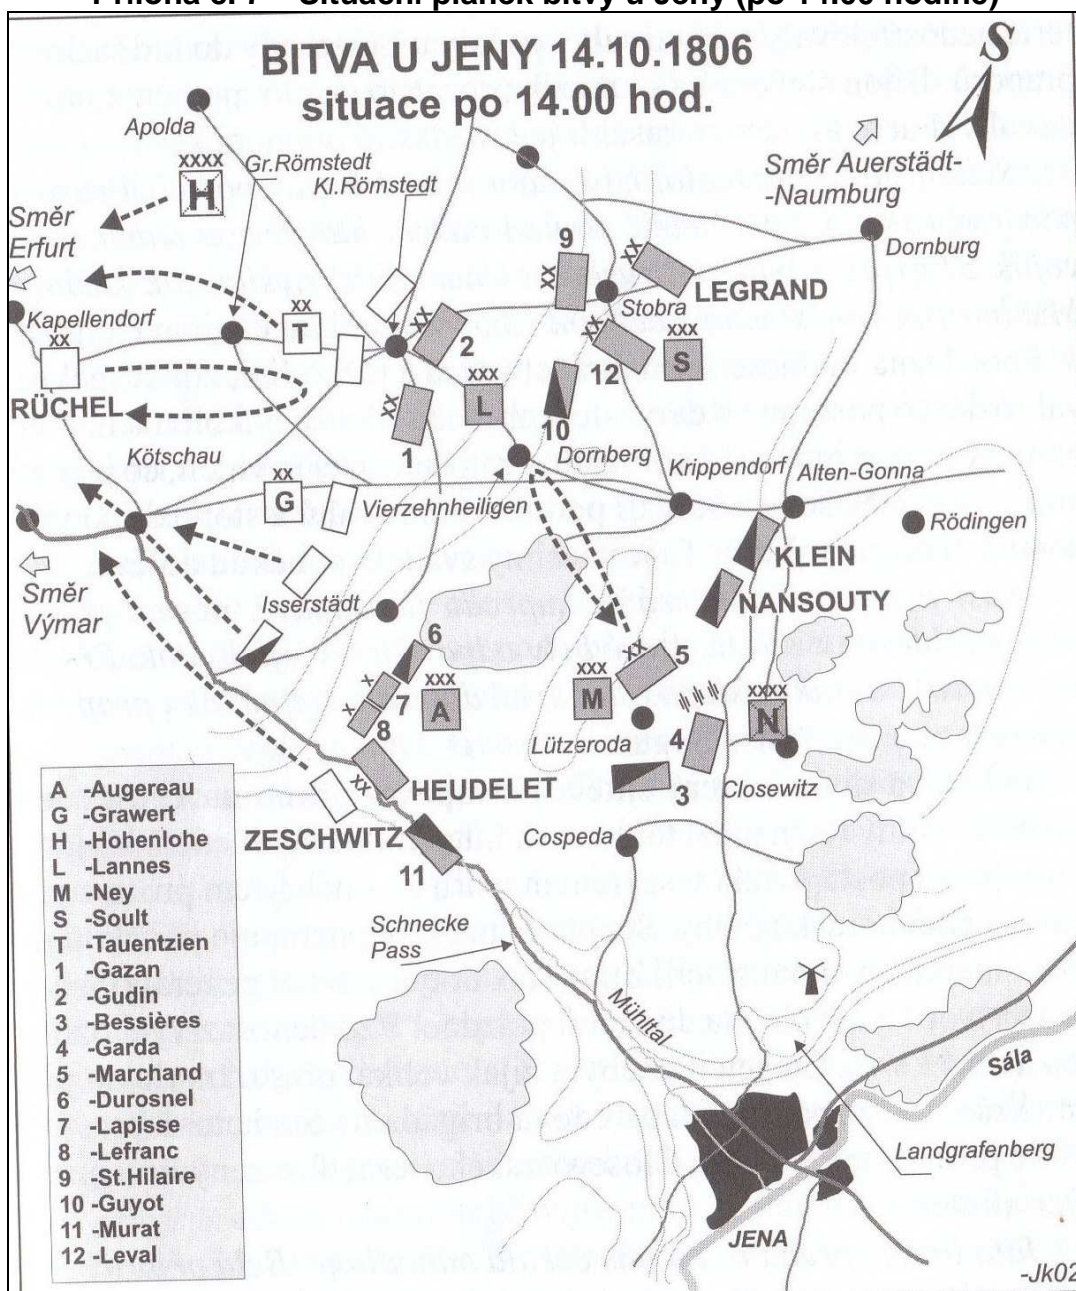 BITVA U JENY 14.10.1806
situace po 14.00 hod.
S
Apolda
XXXX
H
Gr.Römstedt
Kl.Römstedt
Směr
Erfurt
Směr Auerstädt-
-Naumburg
Dornburg
9
XX
XX
LEGRAND
Stobra
Kapellendorf
XX
RÜCHEL
XX
T
XX
2
XX
1
XXX
L
XX
12
XXX
S
10
Dornberg
Krippendorf
Alten-Gonna
Kötschau
XX
G
Vierzehnheiligen
Rödingen
KLEIN
NANSOUTY
Směr
Výmar
Isserstädt
6
X
7
X
8
XXX
A
XXX
M
XX
5
XXXX
N
Lützeroda
4
3
Closewitz
XX
HEUDELET
ZESCHWITZ
11
Cospeda
Schnecke
Pass
Mühltal
Sála
Landgrafenberg
JENA
A -Augereau
G -Grawert
H -Hohenlohe
L -Lannes
M -Ney
S -Soult
T -Tauentzien
1 -Gazan
2 -Gudin
3 -Bessières
4 -Garda
5 -Marchand
6 -Durosnel
7 -Lapisse
8 -Lefranc
9 -St.Hilaire
10 -Guyot
11 -Murat
12 -Leval
-Jk02